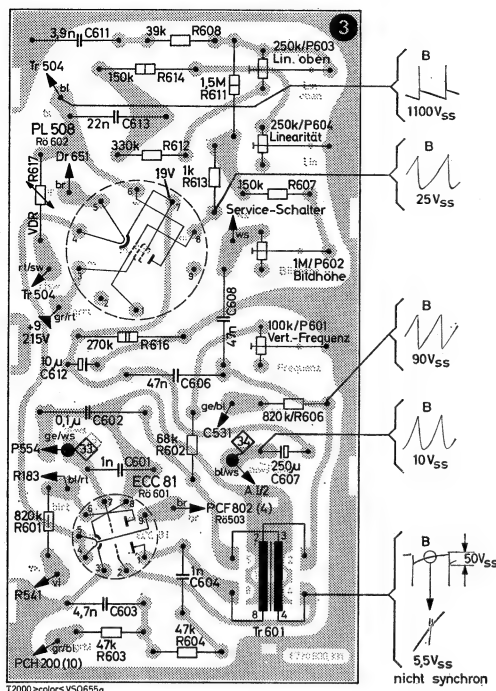 3
3,9n C611
39k R608
250k/P603
Lin. oben
Tr 504
bl
150k R614
1,5M
R611
B
1100Vss
PL 508
Rö 602
22n C613
250k/P604
Linearität
R617
VDR
Dr 651
br
330k R612
19V
1k
R613
150k R607
B
25Vss
Service-Schalter
ws
rt/sw
Tr 504
gr/rt
+9
215V
1M/P602
Bildhöhe
C608
47n
270k R616
100k/P601
Vert.-Frequenz
Frequenz
B
90Vss
10µ
C612
47n C606
0,1µ C602
ge/bl
C531
820k/R606
ge/ws
P554
33
68k
R602
34
bl/ws
A 1/2
250µ
C607
B
10Vss
R183
bl/rt
1n C601
ECC 81
Rö 601
br
PCF 802 (4)
Rö 503
820k
R601
R541
vi
4,7n C603
1n
C604
2 3
8 4
Tr 601
B
50Vss
5,5Vss
nicht synchron
47k
R603
47k
R604
gr/bl
PCH 200 (10)
T2000 >color< VS0655a